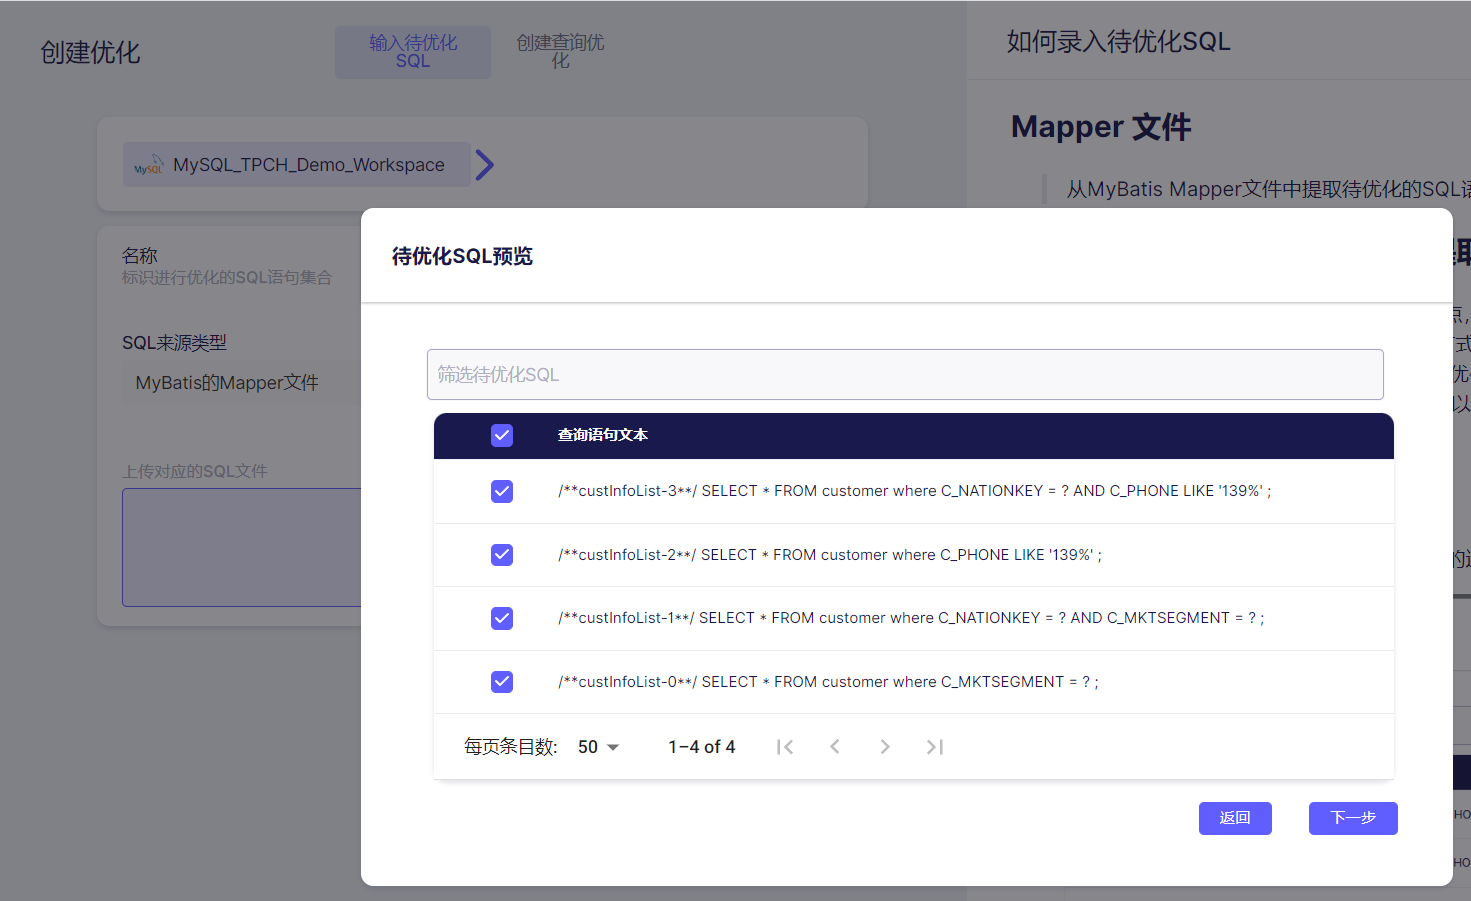 创建优化
输入待优化
SQL
创建查询优
化
如何录入待优化SQL
MySQL
MySQL_TPCH_Demo_Workspace
Mapper 文件
从MyBatis Mapper文件中提取待优化的SQL
名称
标识进行优化的SQL语句集合
SQL来源类型
MyBatis的Mapper文件
上传对应的SQL文件
待优化SQL预览
筛选待优化SQL
查询语句文本
/**custInfoList-3**/ SELECT * FROM customer where C_NATIONKEY = ? AND C_PHONE LIKE '139%' ;
/**custInfoList-2**/ SELECT * FROM customer where C_PHONE LIKE '139%' ;
/**custInfoList-1**/ SELECT * FROM customer where C_NATIONKEY = ? AND C_MKTSEGMENT = ? ;
/**custInfoList-0**/ SELECT * FROM customer where C_MKTSEGMENT = ? ;
每页条目数: 50 1–4 of 4
返回 下一步